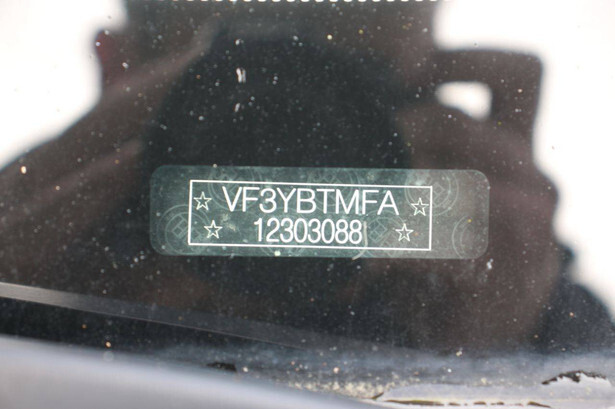 ☆ VF3YBTMFA ☆
☆ 12303088 ☆